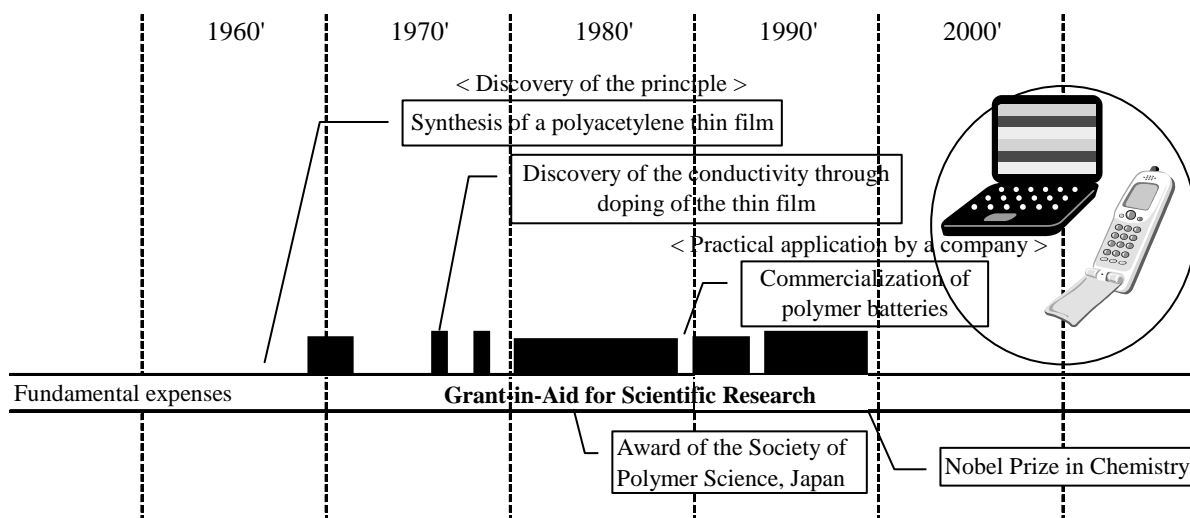 1960'
1970'
1980'
1990'
2000'
< Discovery of the principle >
Synthesis of a polyacetylene thin film
Discovery of the conductivity through
doping of the thin film
< Practical application by a company >
Commercialization of
polymer batteries
Fundamental expenses
Grant-in-Aid for Scientific Research
Award of the Society of
Polymer Science, Japan
Nobel Prize in Chemistry